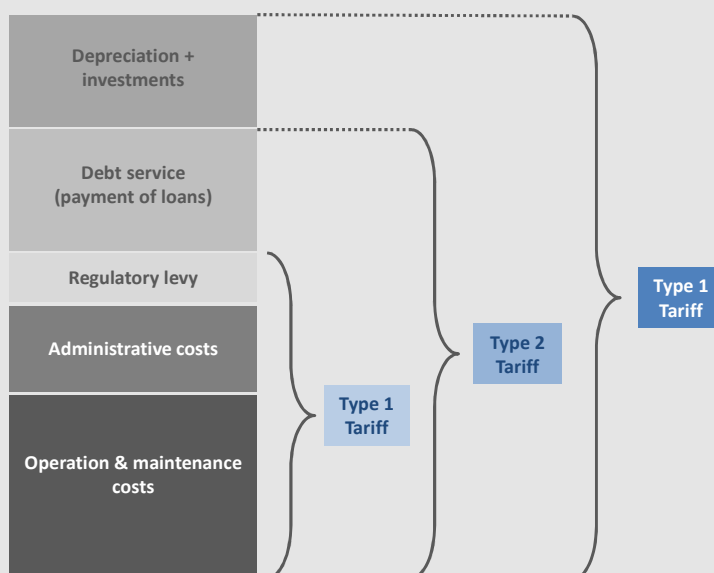 Depreciation +
investments
Debt service
(payment of loans)
Regulatory levy
Administrative costs
Operation & maintenance
costs
Type 1
Tariff
Type 2
Tariff
Type 1
Tariff